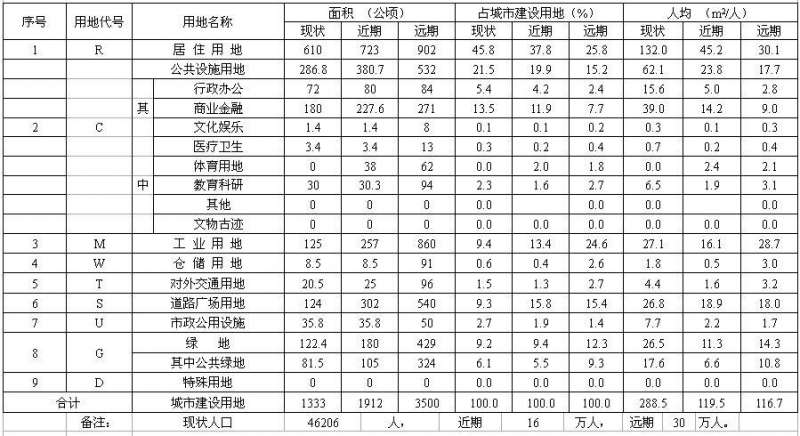 序号 用地代号 用地名称 面积 (公顷) 占城市建设用地(%) 人均 (m²/人)
现状 近期 远期 现状 近期 远期 现状 近期 远期
1 R 居住用地 610 723 902 45.8 37.8 25.8 132.0 45.2 30.1
公共设施用地 286.8 380.7 532 21.5 19.9 15.2 62.1 23.8 17.7
行政办公 72 80 84 5.4 4.2 2.4 15.6 5.0 2.8
其 商业金融 180 227.6 271 13.5 11.9 7.7 39.0 14.2 9.0
2 C 文化娱乐 1.4 1.4 8 0.1 0.1 0.2 0.3 0.1 0.3
医疗卫生 3.4 3.4 13 0.3 0.2 0.4 0.7 0.2 0.4
体育用地 0 38 62 0.0 2.0 1.8 0.0 2.4 2.1
中 教育科研 30 30.3 94 2.3 1.6 2.7 6.5 1.9 3.1
其他 0 0 0 0.0 0.0 0.0 0.0
文物古迹 0 0 0 0.0 0.0 0.0 0.0 0.0 0.0
3 M 工业用地 125 257 860 9.4 13.4 24.6 27.1 16.1 28.7
4 W 仓储用地 8.5 8.5 91 0.6 0.4 2.6 1.8 0.5 3.0
5 T 对外交通用地 20.5 25 96 1.5 1.3 2.7 4.4 1.6 3.2
6 S 道路广场用地 124 302 540 9.3 15.8 15.4 26.8 18.9 18.0
7 U 市政公用设施 35.8 35.8 50 2.7 1.9 1.4 7.7 2.2 1.7
8 G 绿地 122.4 180 429 9.2 9.4 12.3 26.5 11.3 14.3
其中公共绿地 81.5 105 324 6.1 5.5 9.3 17.6 6.6 10.8
9 D 特殊用地 0 0 0 0.0 0.0 0.0 0.0 0.0 0.0
合计 城市建设用地 1333 1912 3500 100.0 100.0 100.0 288.5 119.5 116.7
备注: 现状人口 46206 人, 近期 16 万人, 远期 30 万人。